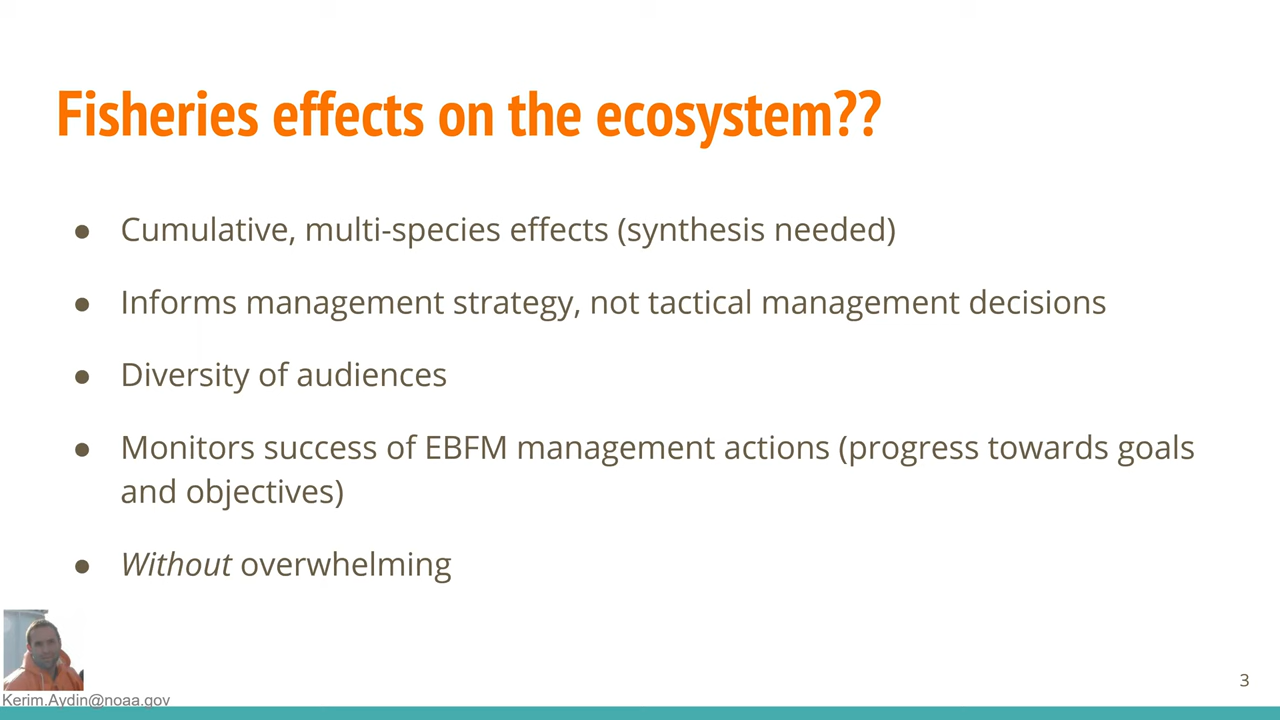 Fisheries effects on the ecosystem??
● Cumulative, multi-species effects (synthesis needed)
● Informs management strategy, not tactical management decisions
● Diversity of audiences
● Monitors success of EBFM management actions (progress towards goals
and objectives)
● Without overwhelming
3
Kerim.Aydin@noaa.gov